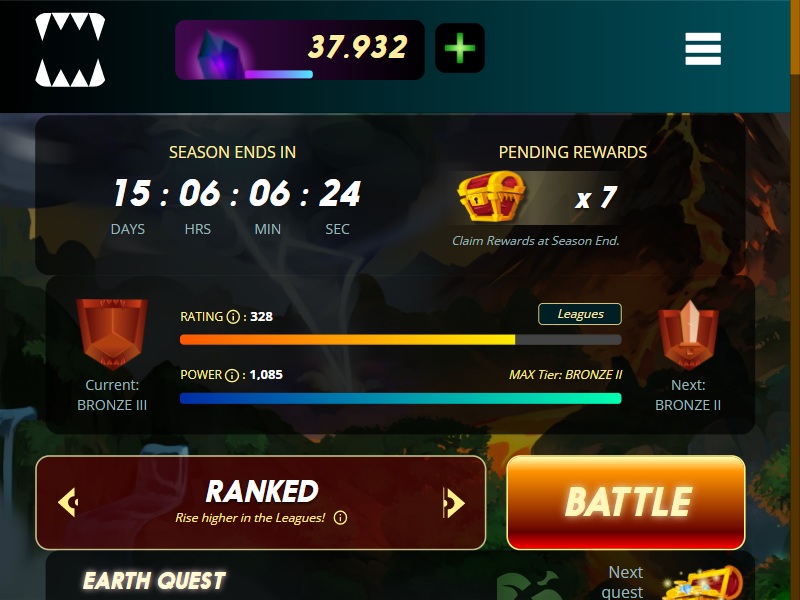 37.932
SEASON ENDS IN
15 : 06 : 06 : 24
DAYS HRS MIN SEC
PENDING REWARDS
x 7
Claim Rewards at Season End.
RATING ⓘ : 328
Leagues
POWER ⓘ : 1,085
MAX Tier: BRONZE II
Current:
BRONZE III
Next:
BRONZE II
RANKED
Rise higher in the Leagues! ⓘ
BATTLE
EARTH QUEST
Next
quest